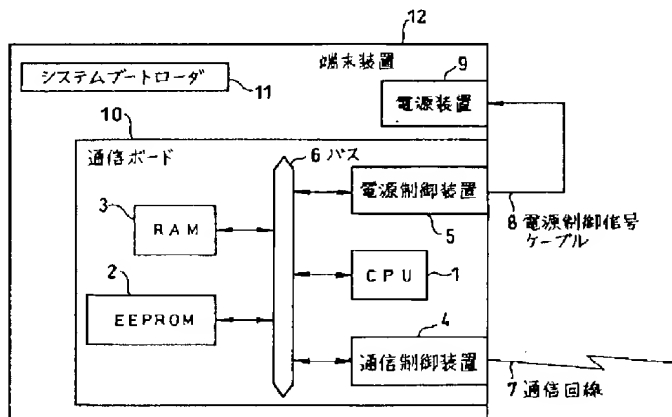 12
端末装置
システムブートローダ
11
9
電源装置
10
通信ボード
6 バス
電源制御装置
5
8 電源制御信号
ケーブル
3
RAM
CPU
1
2
EEPROM
4
通信制御装置
7 通信回線